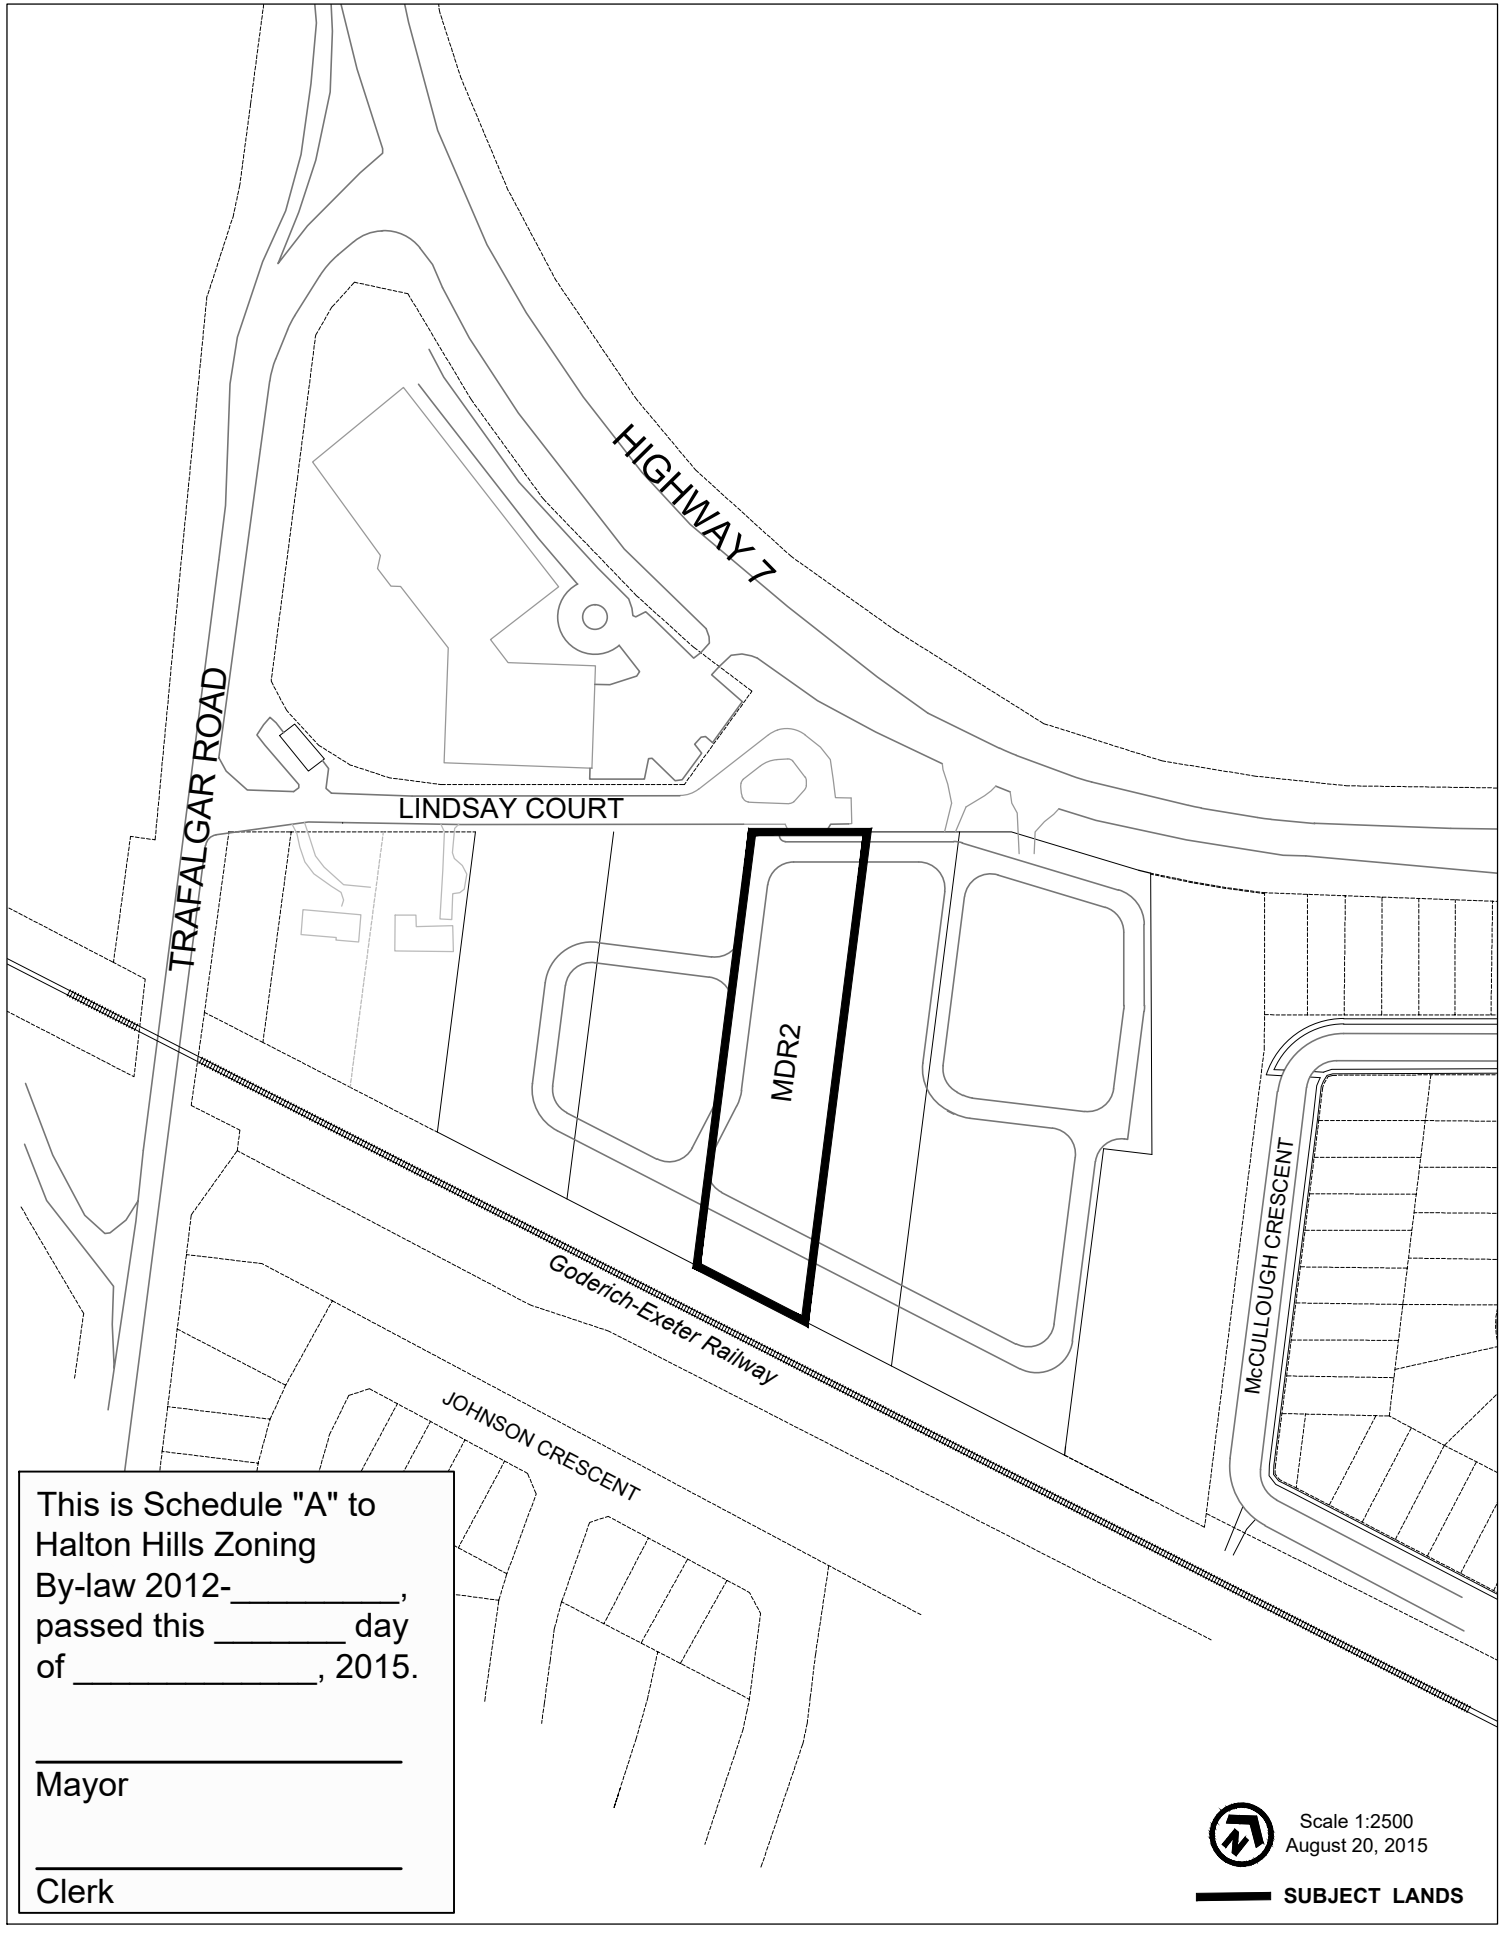 HIGHWAY 7
TRAFALGAR ROAD
LINDSAY COURT
MDR2
McCULLOUGH CRESCENT
Goderich-Exeter Railway
JOHNSON CRESCENT
This is Schedule "A" to
Halton Hills Zoning
By-law 2012-_________,
passed this _______ day
of _____________, 2015.
Mayor
Clerk
N
Scale 1:2500
August 20, 2015
SUBJECT LANDS